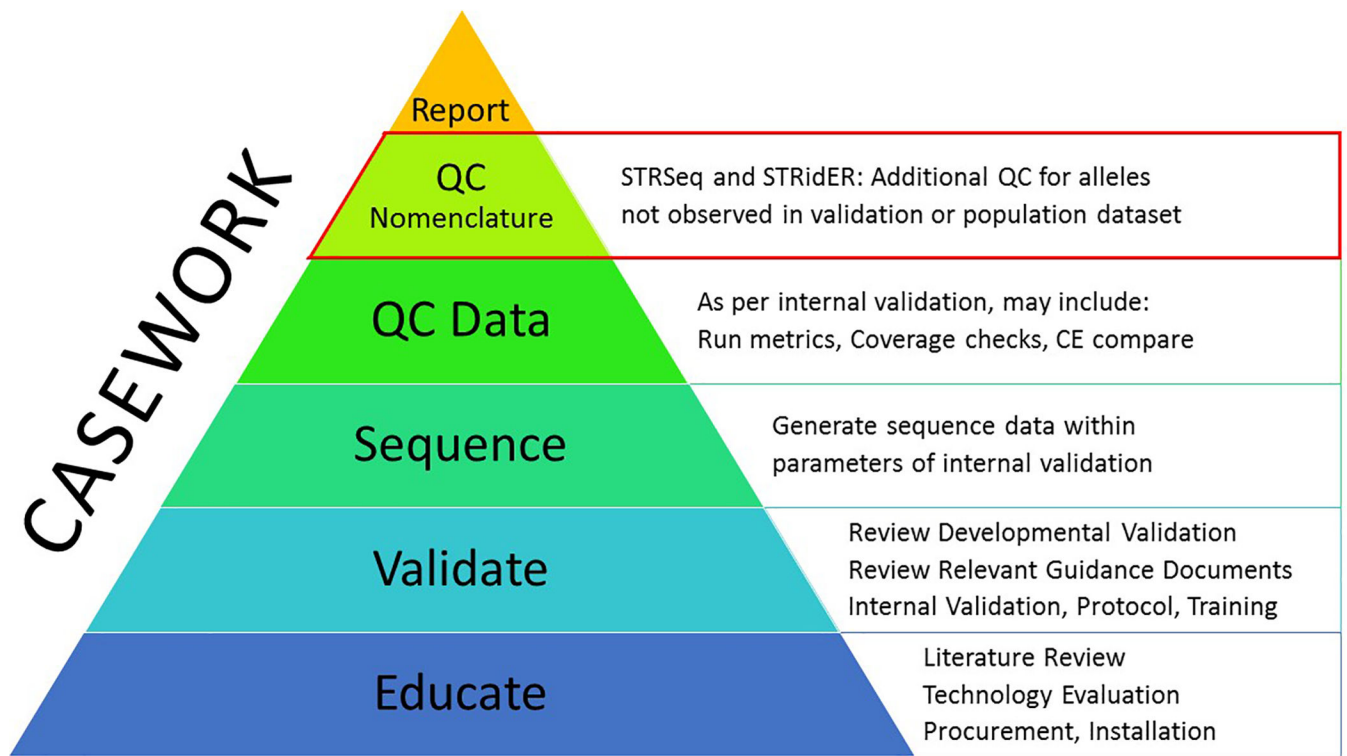 CASEWORK
Report
QC
Nomenclature
STRSeq and STRidER: Additional QC for alleles
not observed in validation or population dataset
QC Data
As per internal validation, may include:
Run metrics, Coverage checks, CE compare
Sequence
Generate sequence data within
parameters of internal validation
Validate
Review Developmental Validation
Review Relevant Guidance Documents
Internal Validation, Protocol, Training
Educate
Literature Review
Technology Evaluation
Procurement, Installation